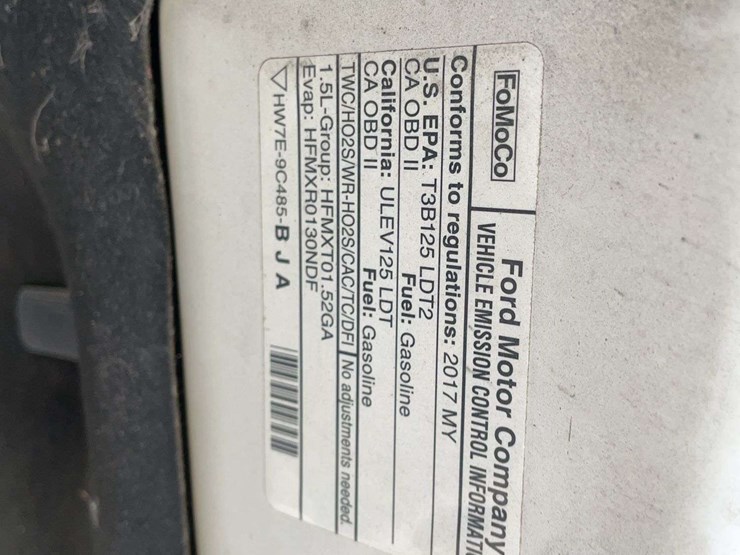 FoMoCo
Ford Motor Company
VEHICLE EMISSION CONTROL INFORMATI
Conforms to regulations: 2017 MY
U.S. EPA: T3B125 LDT2
CA OBD II Fuel: Gasoline
California: ULEV125 LDT
CA OBD II Fuel: Gasoline
TWC/HO2S/WR-HO2S/CAC/TC/DFI No adjustments needed.
1.5L-Group: HFMXT01.52GA
Evap: HFMXR0130NDF
HW7E-9C485-B J A